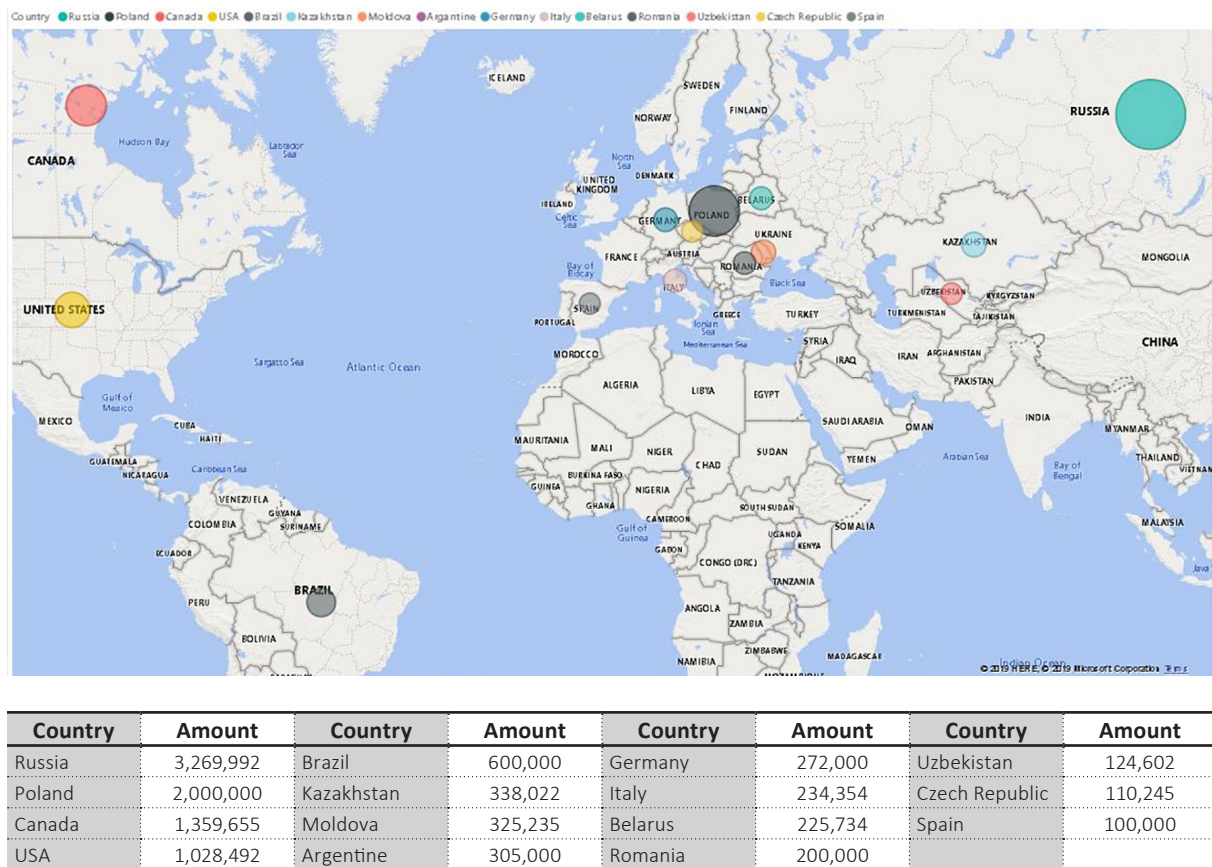 Country Russia Poland Canada USA Brazil Kazakhstan Moldova Argantine Germany Italy Belarus Romania Uzbekistan Czech Republic Spain
ICELAND
SWEDEN
FINLAND
NORWAY
RUSSIA
Hudson Bay
Labrador
Sea
CANADA
North
Sea
UNITED
KINGDOM
DENMARK
IRELAND
Celtic
Sea
BELARUS
GERMANY
POLAND
UKRAINE
KAZAKHSTAN
MONGOLIA
FRANCE
AUSTRIA
Bay of
Biscay
ROMANIA
ITALY
Black Sea
UZBEKISTAN
KYRGYZSTAN
UNITED STATES
SPAIN
PORTUGAL
GREECE
TURKEY
TURKMENISTAN
TAJIKISTAN
Ionian
Sea
Mediterranean Sea
SYRIA
CHINA
Sargasso Sea
Atlantic Ocean
MOROCCO
IRAQ
IRAN
AFGHANISTAN
PAKISTAN
ALGERIA
LIBYA
EGYPT
Gulf of
Mexico
MEXICO
CUBA
HAITI
SAUDI ARABIA
OMAN
INDIA
MYANMAR
MAURITANIA
MALI
NIGER
CHAD
SUDAN
YEMEN
Arabian Sea
Bay of
Bengal
THAILAND
VIETNAM
GUATEMALA
NICARAGUA
Caribbean Sea
BURKINA FASO
GUINEA
GHANA
NIGERIA
VENEZUELA
GUYANA
SURINAME
COLOMBIA
CAMEROON
SOUTH SUDAN
SOMALIA
MALAYSIA
Gulf of
Guinea
UGANDA
KENYA
ECUADOR
GABON
CONGO (DRC)
TANZANIA
Java
BRAZIL
PERU
ANGOLA
ZAMBIA
BOLIVIA
ZIMBABWE
MADAGASCAR
NAMIBIA
Indian Ocean
© 2019 HERE, © 2019 Microsoft Corporation Terms
Country Amount Country Amount Country Amount Country Amount
Russia 3,269,992 Brazil 600,000 Germany 272,000 Uzbekistan 124,602
Poland 2,000,000 Kazakhstan 338,022 Italy 234,354 Czech Republic 110,245
Canada 1,359,655 Moldova 325,235 Belarus 225,734 Spain 100,000
USA 1,028,492 Argentine 305,000 Romania 200,000